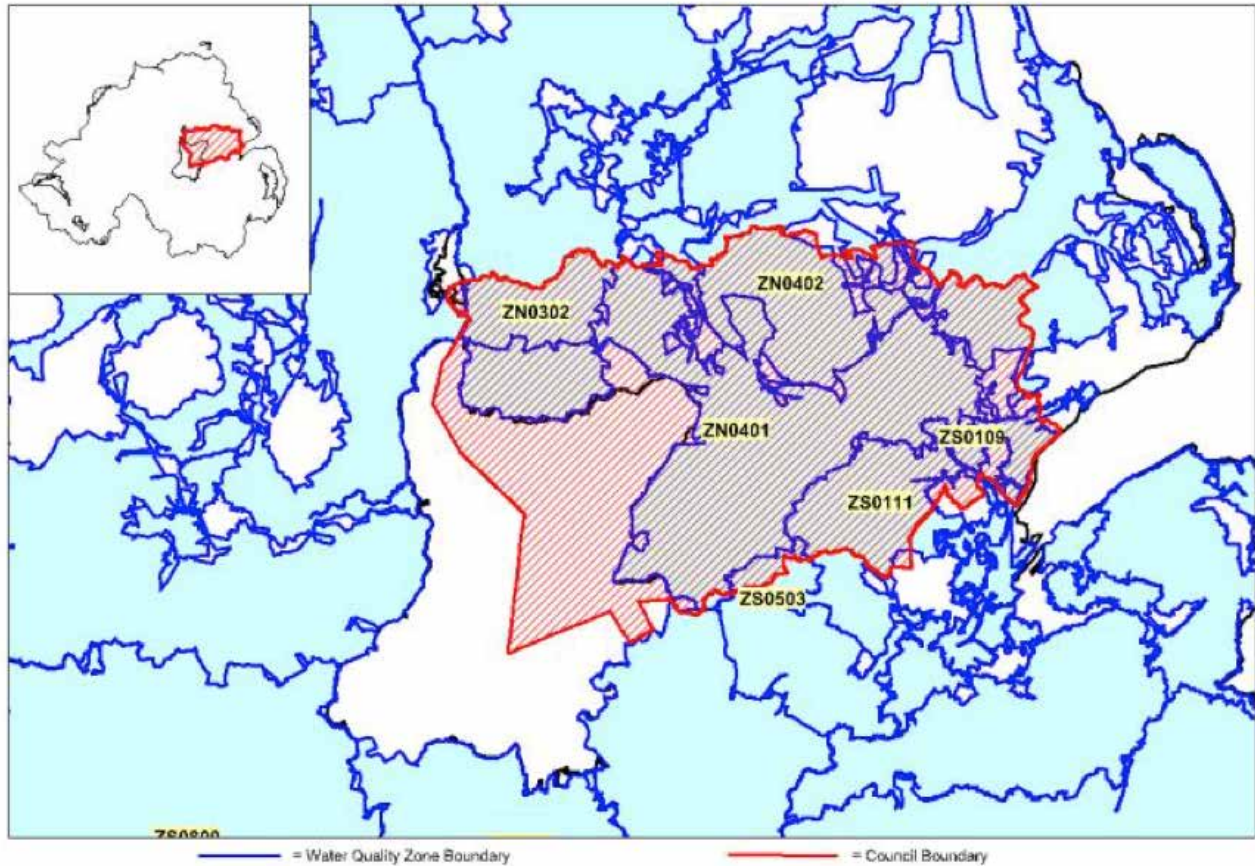 ZN0402
ZN0302
ZN0401
ZS0109
ZS0111
ZS0503
= Water Quality Zone Boundary
= Council Boundary